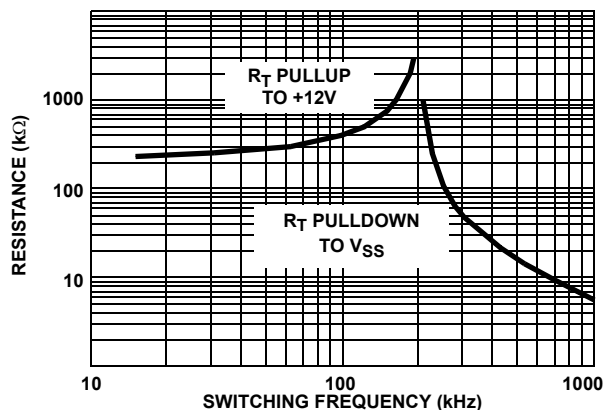 RESISTANCE (kΩ)
1000
100
10
RT PULLUP
TO +12V
RT PULLDOWN
TO VSS
10
100
1000
SWITCHING FREQUENCY (kHz)